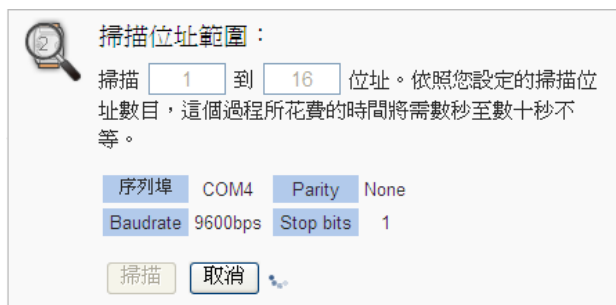 2
掃描位址範圍：
掃描 1 到 16 位址。依照您設定的掃描位
址數目，這個過程所花費的時間將需數秒至數十秒不
等。
序列埠 COM4 Parity None
Baudrate 9600bps Stop bits 1
掃描 取消